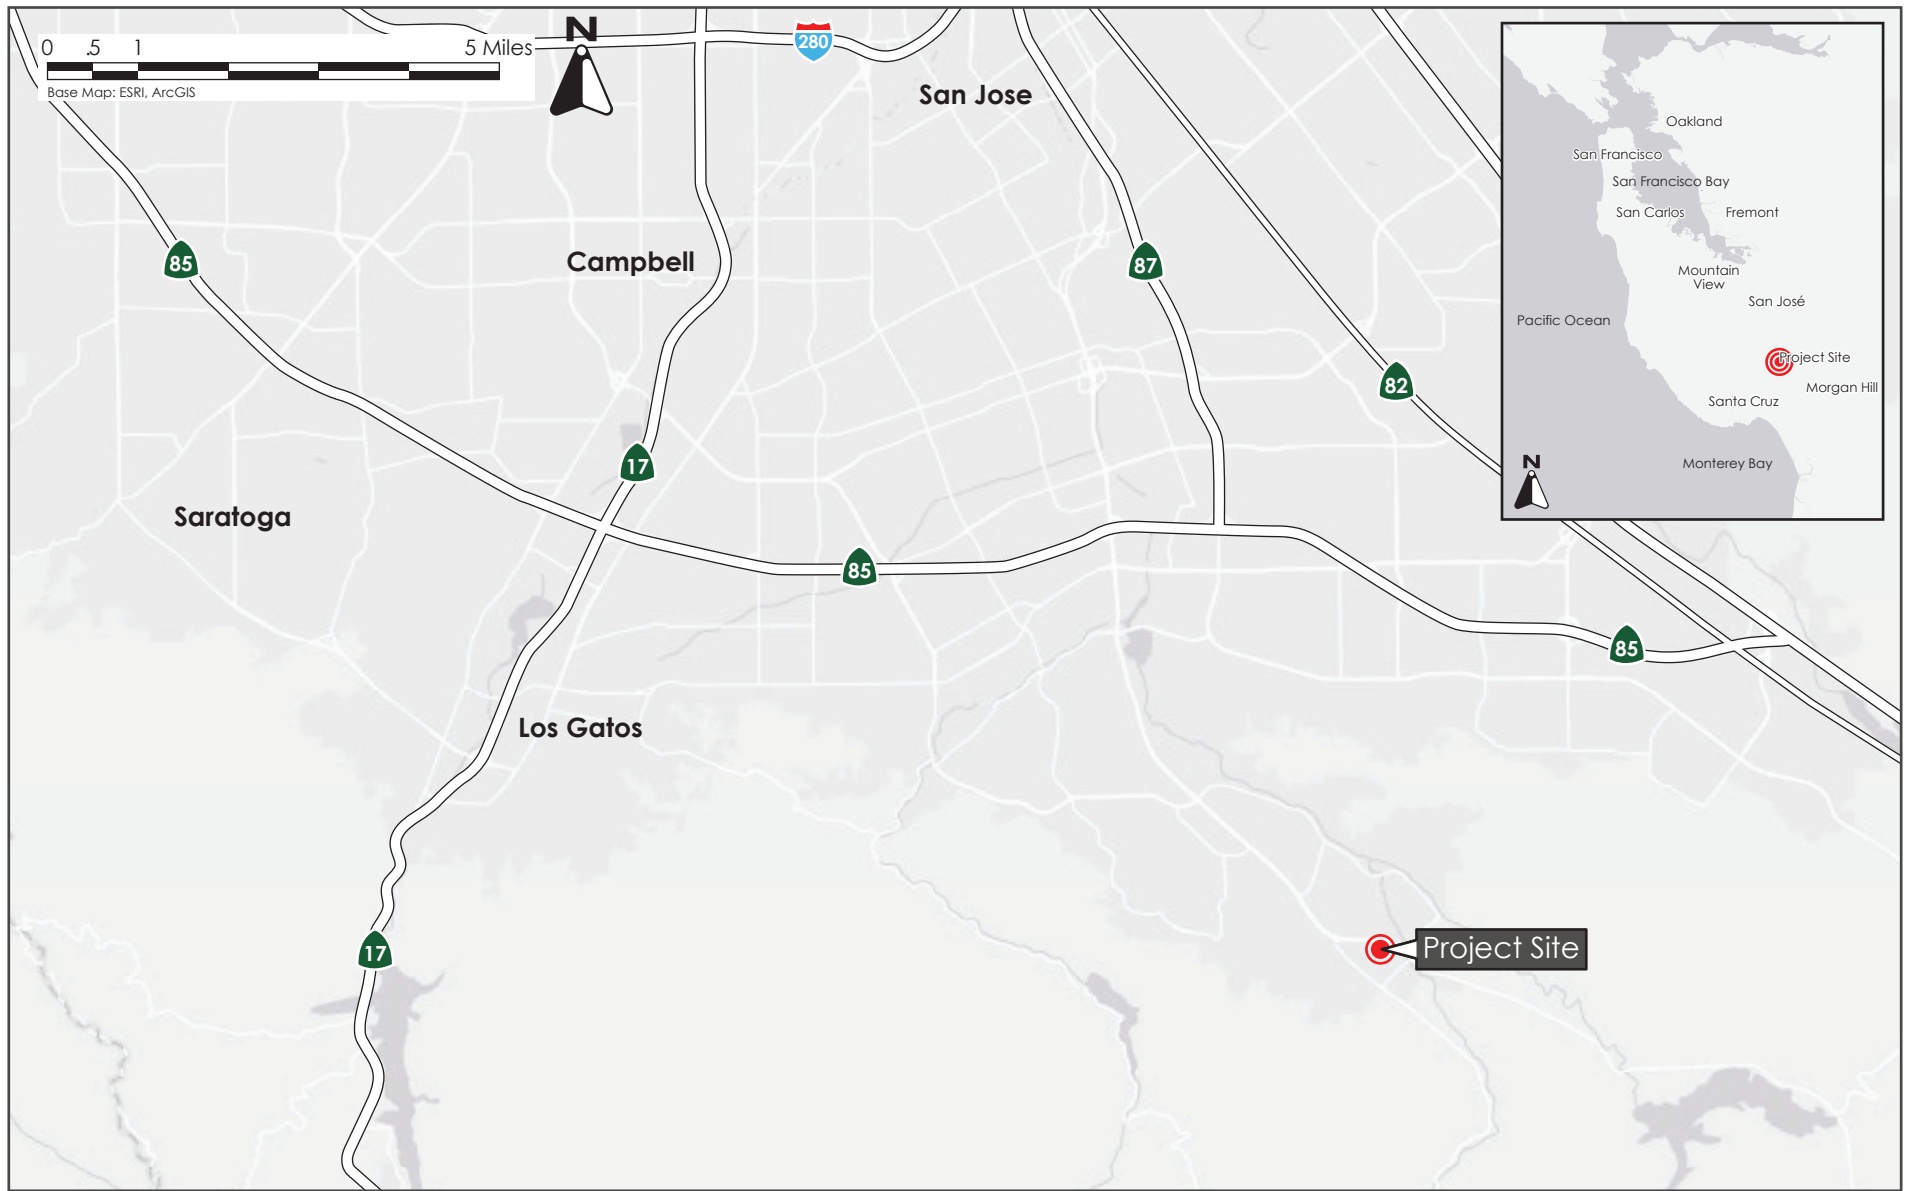 0 .5 1 5 Miles
Base Map: ESRI, ArcGIS
N
280
San Jose
Campbell
85
87
82
17
Saratoga
85
85
Los Gatos
17
Project Site
Oakland
San Francisco
San Francisco Bay
San Carlos
Fremont
Mountain
View
San José
Pacific Ocean
Project Site
Morgan Hill
Santa Cruz
Monterey Bay
N